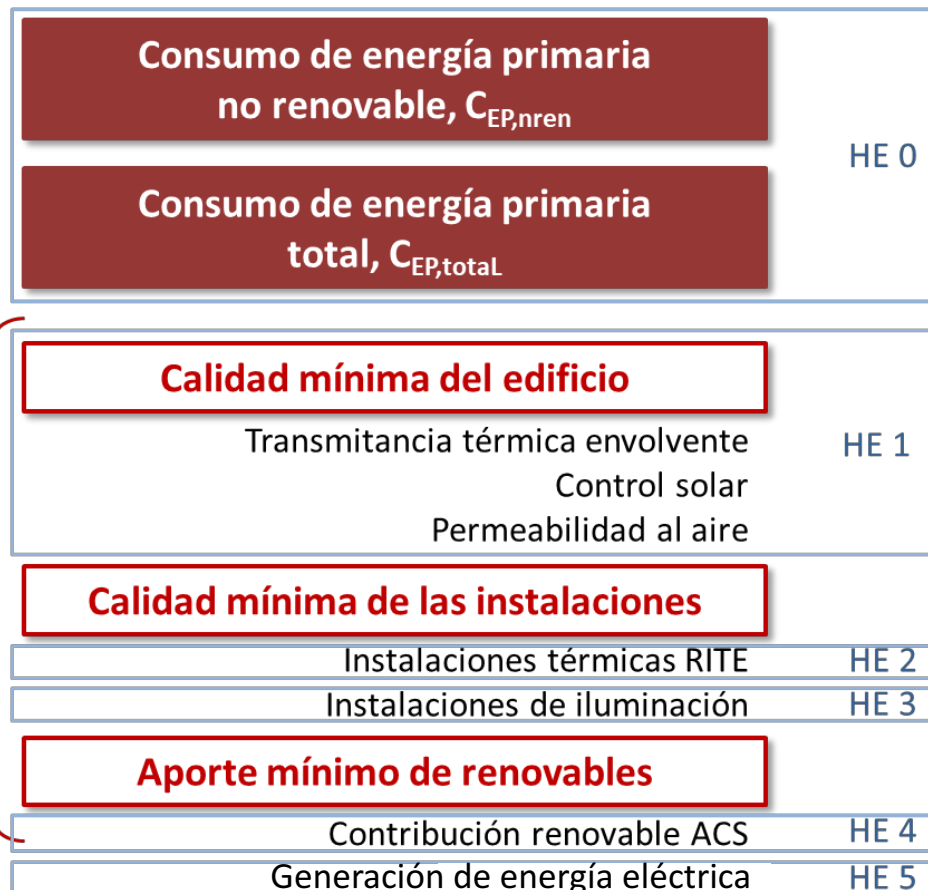 Consumo de energía primaria
no renovable, CEP,nren
HE 0
Consumo de energía primaria
total, CEP,totaL
Calidad mínima del edificio
Transmitancia térmica envolvente
HE 1
Control solar
Permeabilidad al aire
Calidad mínima de las instalaciones
Instalaciones térmicas RITE HE 2
Instalaciones de iluminación HE 3
Aporte mínimo de renovables
Contribución renovable ACS HE 4
Generación de energía eléctrica HE 5